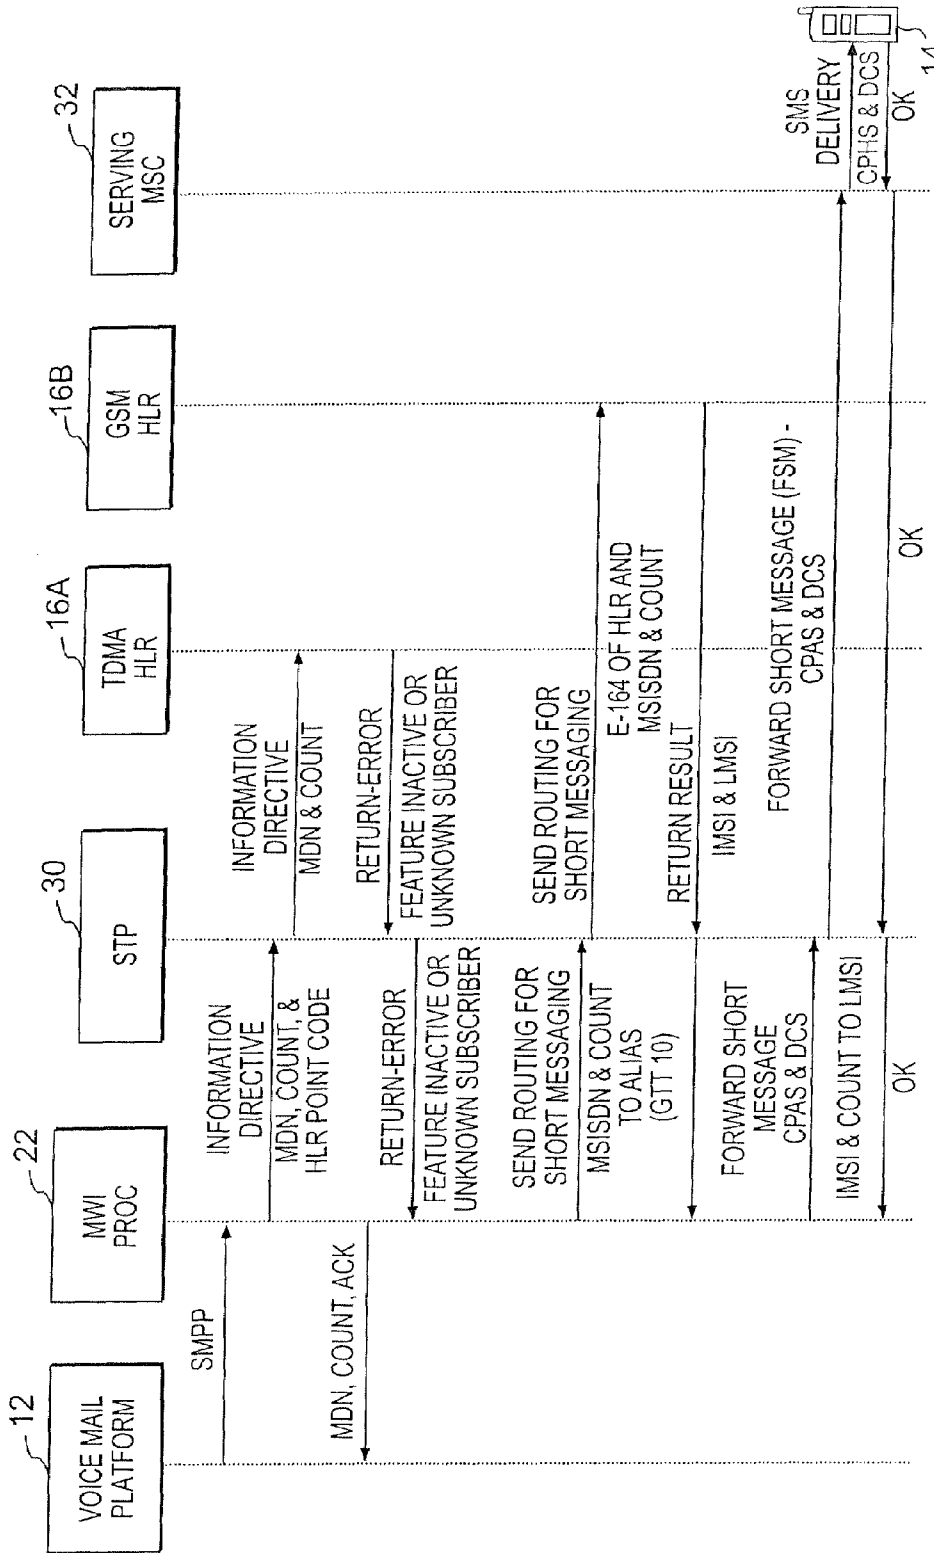 12
VOICE MAIL
PLATFORM
22
MWI
PROC
30
STP
16A
TDMA
HLR
16B
GSM
HLR
32
SERVING
MSC
SMPP
INFORMATION
DIRECTIVE
MDN, COUNT, &
HLR POINT CODE
INFORMATION
DIRECTIVE
MDN & COUNT
MDN, COUNT, ACK
RETURN-ERROR
FEATURE INACTIVE OR
UNKNOWN SUBSCRIBER
RETURN-ERROR
FEATURE INACTIVE OR
UNKNOWN SUBSCRIBER
SEND ROUTING FOR
SHORT MESSAGING
MSISDN & COUNT
TO ALIAS
(GTT 10)
SEND ROUTING FOR
SHORT MESSAGING
E-164 OF HLR AND
MSISDN & COUNT
RETURN RESULT
IMSI & LMSI
FORWARD SHORT
MESSAGE
CPAS & DCS
IMSI & COUNT TO LMSI
FORWARD SHORT MESSAGE (FSM) -
CPAS & DCS
SMS
DELIVERY
CPHS & DCS
OK
OK
OK
14